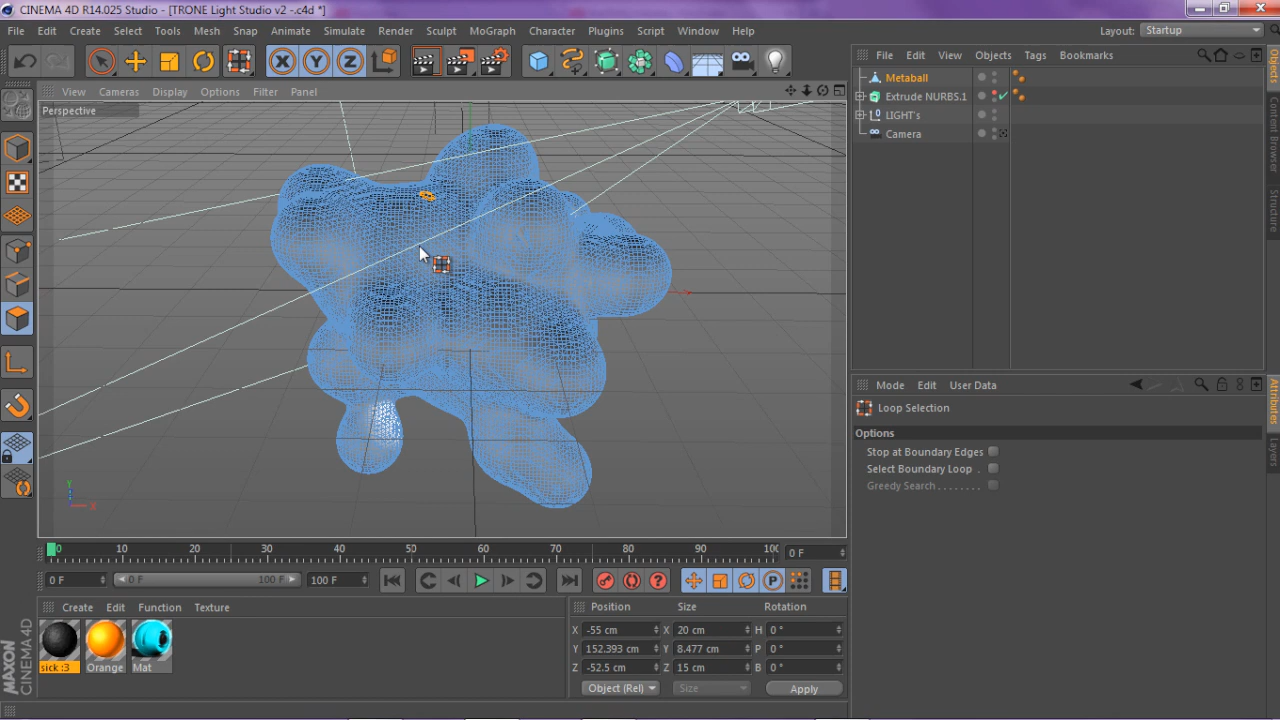 CINEMA 4D R14.025 Studio - [TRONE Light Studio v2 -.c4d *]
File Edit Create Select Tools Mesh Snap Animate Simulate Render Sculpt MoGraph Character Plugins Script Window Help Layout: Startup
File Edit View Objects Tags Bookmarks
View Cameras Display Options Filter Panel
Perspective
Metaball
Extrude NURBS.1
LIGHT's
Camera
Objects
Content Browser
Structure
Mode Edit User Data
Loop Selection
Options
Stop at Boundary Edges
Select Boundary Loop .
Greedy Search . . . . . . . .
Attributes
Layers
Y
X
0 10 20 30 40 50 60 70 80 90 100 0 F
0 F 0 F 100 F 100 F
Create Edit Function Texture
sick :3 Orange Mat
Position Size Rotation
X -55 cm X 20 cm H 0 °
Y 152.393 cm Y 8.477 cm P 0 °
Z -52.5 cm Z 15 cm B 0 °
Object (Rel) Size Apply
MAXON
CINEMA 4D